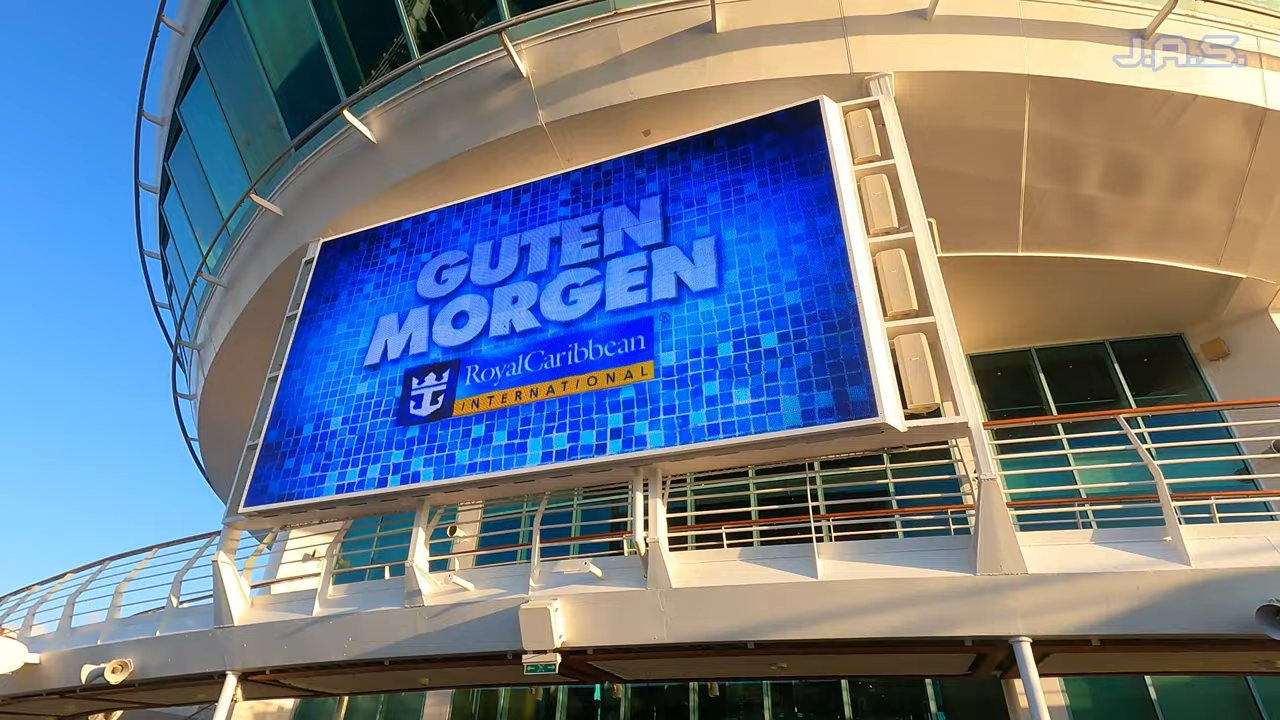 J.A.S.
GUTEN
MORGEN
RoyalCaribbean®
INTERNATIONAL